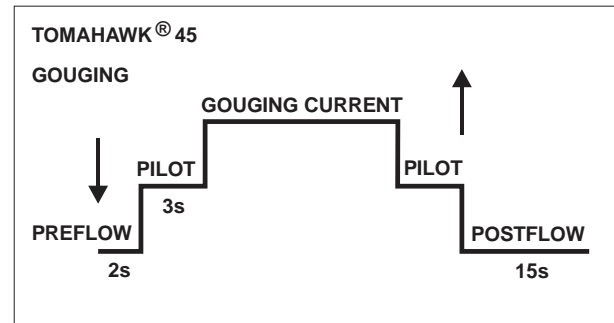 TOMAHAWK® 45
GOUGING
GOUGING CURRENT
PILOT
PILOT
3s
PREFLOW
POSTFLOW
2s
15s